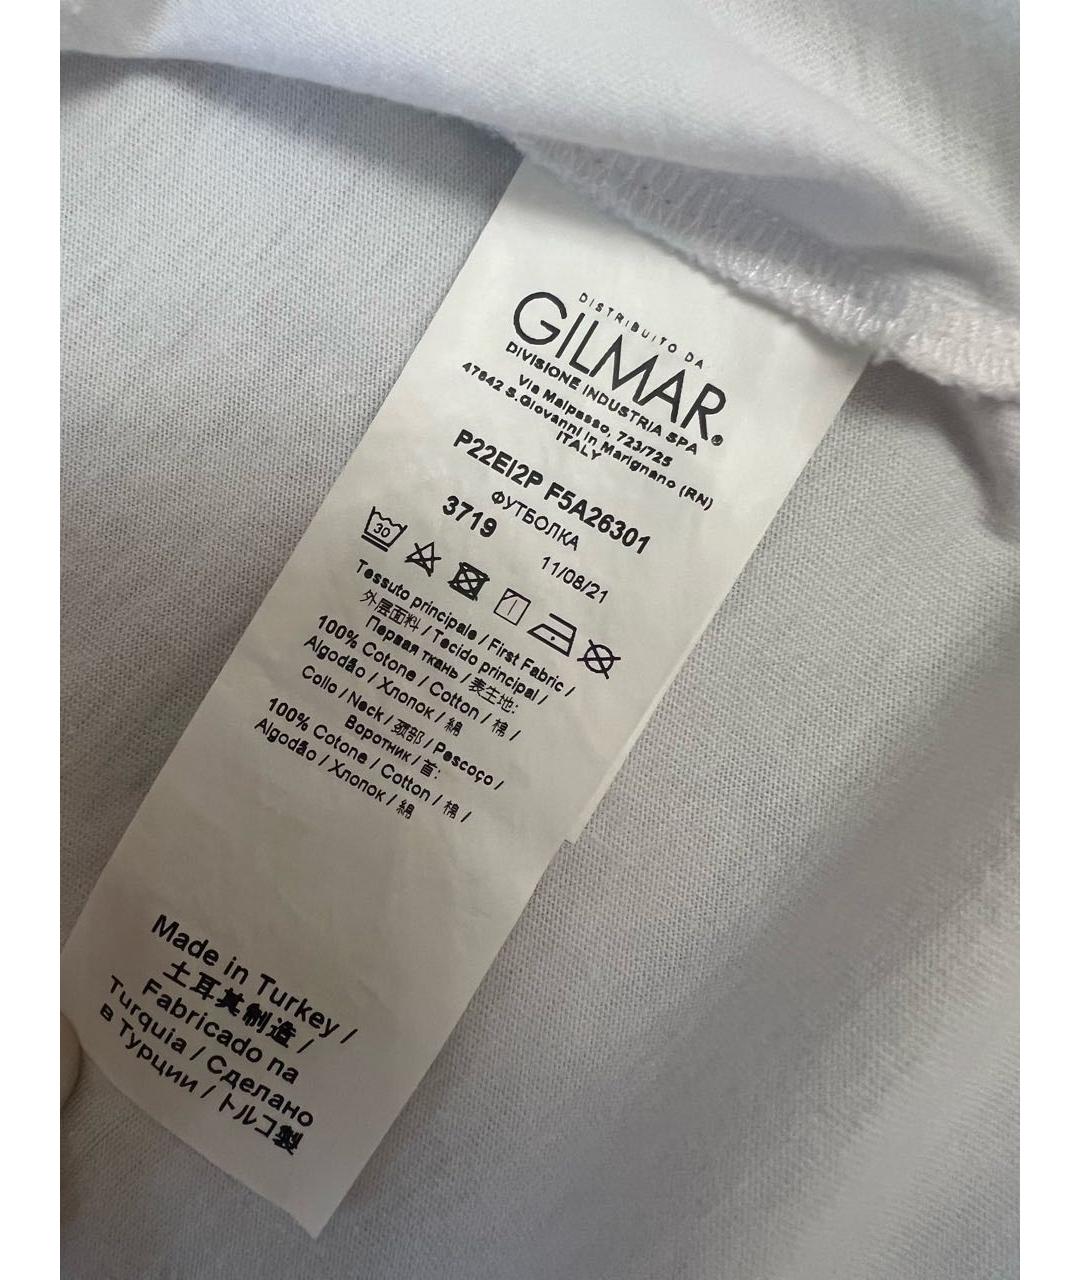 DISTRIBUITO DA
GILMAR®
DIVISIONE INDUSTRIA SPA
Via Malpasso, 723/725
47842 S.Giovanni in Marignano (RN)
ITALY
P22EI2P F5A26301
ФУТБОЛКА
3719 11/08/21
30
Tessuto principale / First Fabric /
外层面料 / Tecido principal /
Первая ткань / 表生地:
100% Cotone / Cotton / 棉 /
Algodão / Хлопок / 綿
Collo / Neck / 颈部 / Pescoço /
Воротник / 首:
100% Cotone / Cotton / 棉 /
Algodão / Хлопок / 綿
Made in Turkey /
土耳其制造 /
Fabricado na
Turquia / Сделано
в Турции / トルコ製